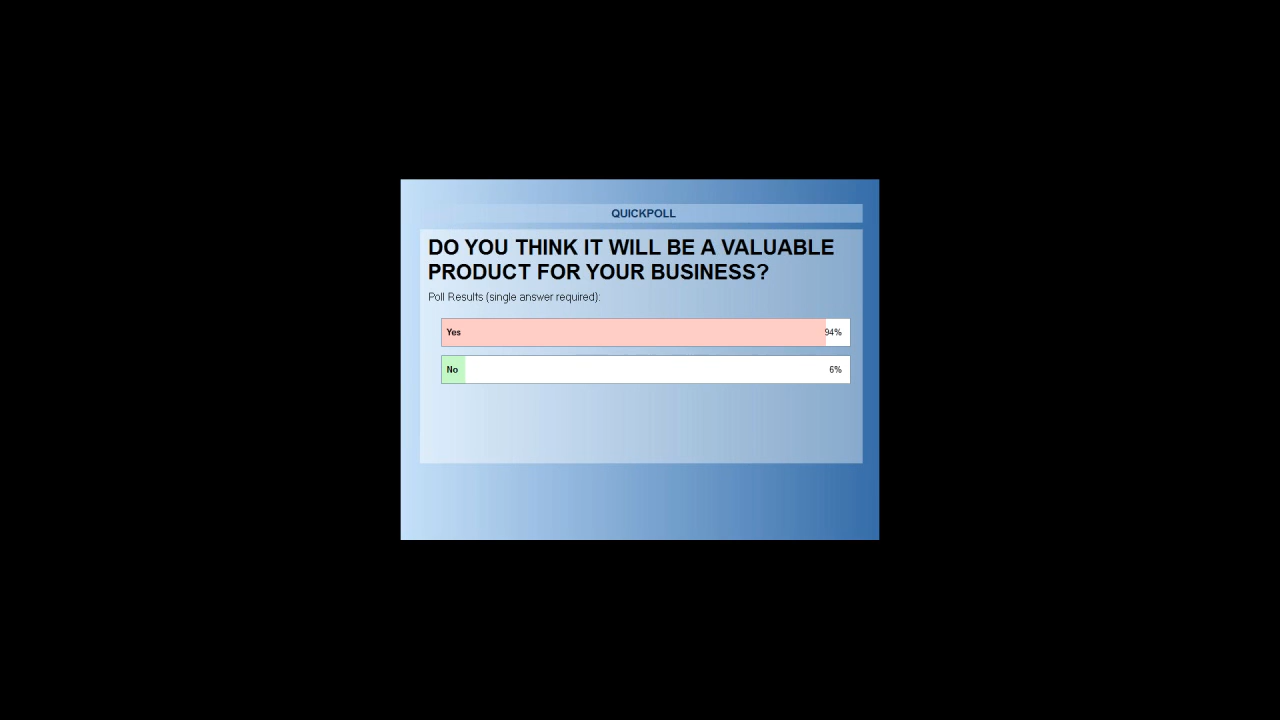 QUICKPOLL
DO YOU THINK IT WILL BE A VALUABLE
PRODUCT FOR YOUR BUSINESS?
Poll Results (single answer required):
Yes 94%
No 6%